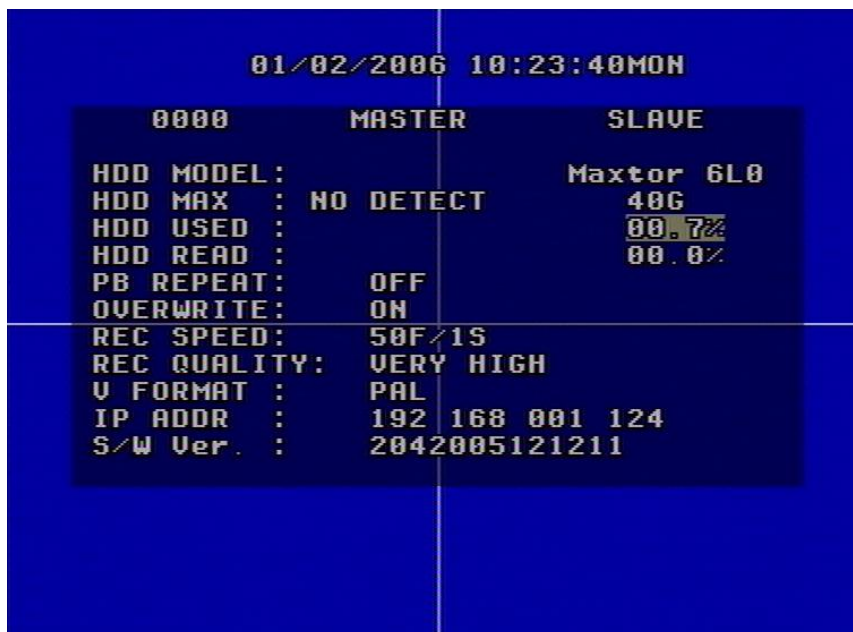 01/02/2006 10:23:40MON
0000 MASTER SLAVE
HDD MODEL: Maxtor 6L0
HDD MAX : NO DETECT 40G
HDD USED : 00.7%
HDD READ : 00.0%
PB REPEAT: OFF
OVERWRITE: ON
REC SPEED: 50F/1S
REC QUALITY: VERY HIGH
V FORMAT : PAL
IP ADDR : 192 168 001 124
S/W Ver. : 2042005121211